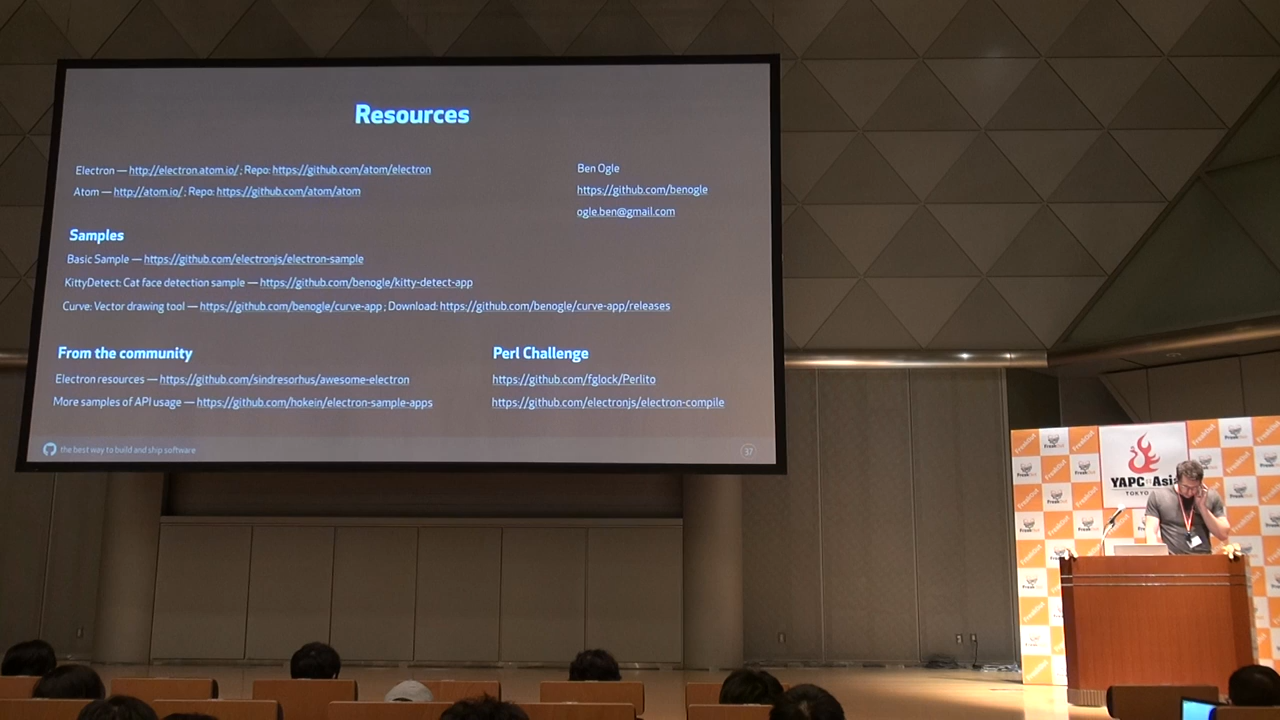 Resources
Electron — http://electron.atom.io/ ; Repo: https://github.com/atom/electron
Atom — http://atom.io/ ; Repo: https://github.com/atom/atom
Ben Ogle
https://github.com/benogle
ogle.ben@gmail.com
Samples
Basic Sample — https://github.com/electronjs/electron-sample
KittyDetect: Cat face detection sample — https://github.com/benogle/kitty-detect-app
Curve: Vector drawing tool — https://github.com/benogle/curve-app ; Download: https://github.com/benogle/curve-app/releases
From the community
Electron resources — https://github.com/sindresorhus/awesome-electron
More samples of API usage — https://github.com/hokein/electron-sample-apps
Perl Challenge
https://github.com/fglock/Perlito
https://github.com/electronjs/electron-compile
the best way to build and ship software
37
YAPC Asia
TOKYO
FreakOut